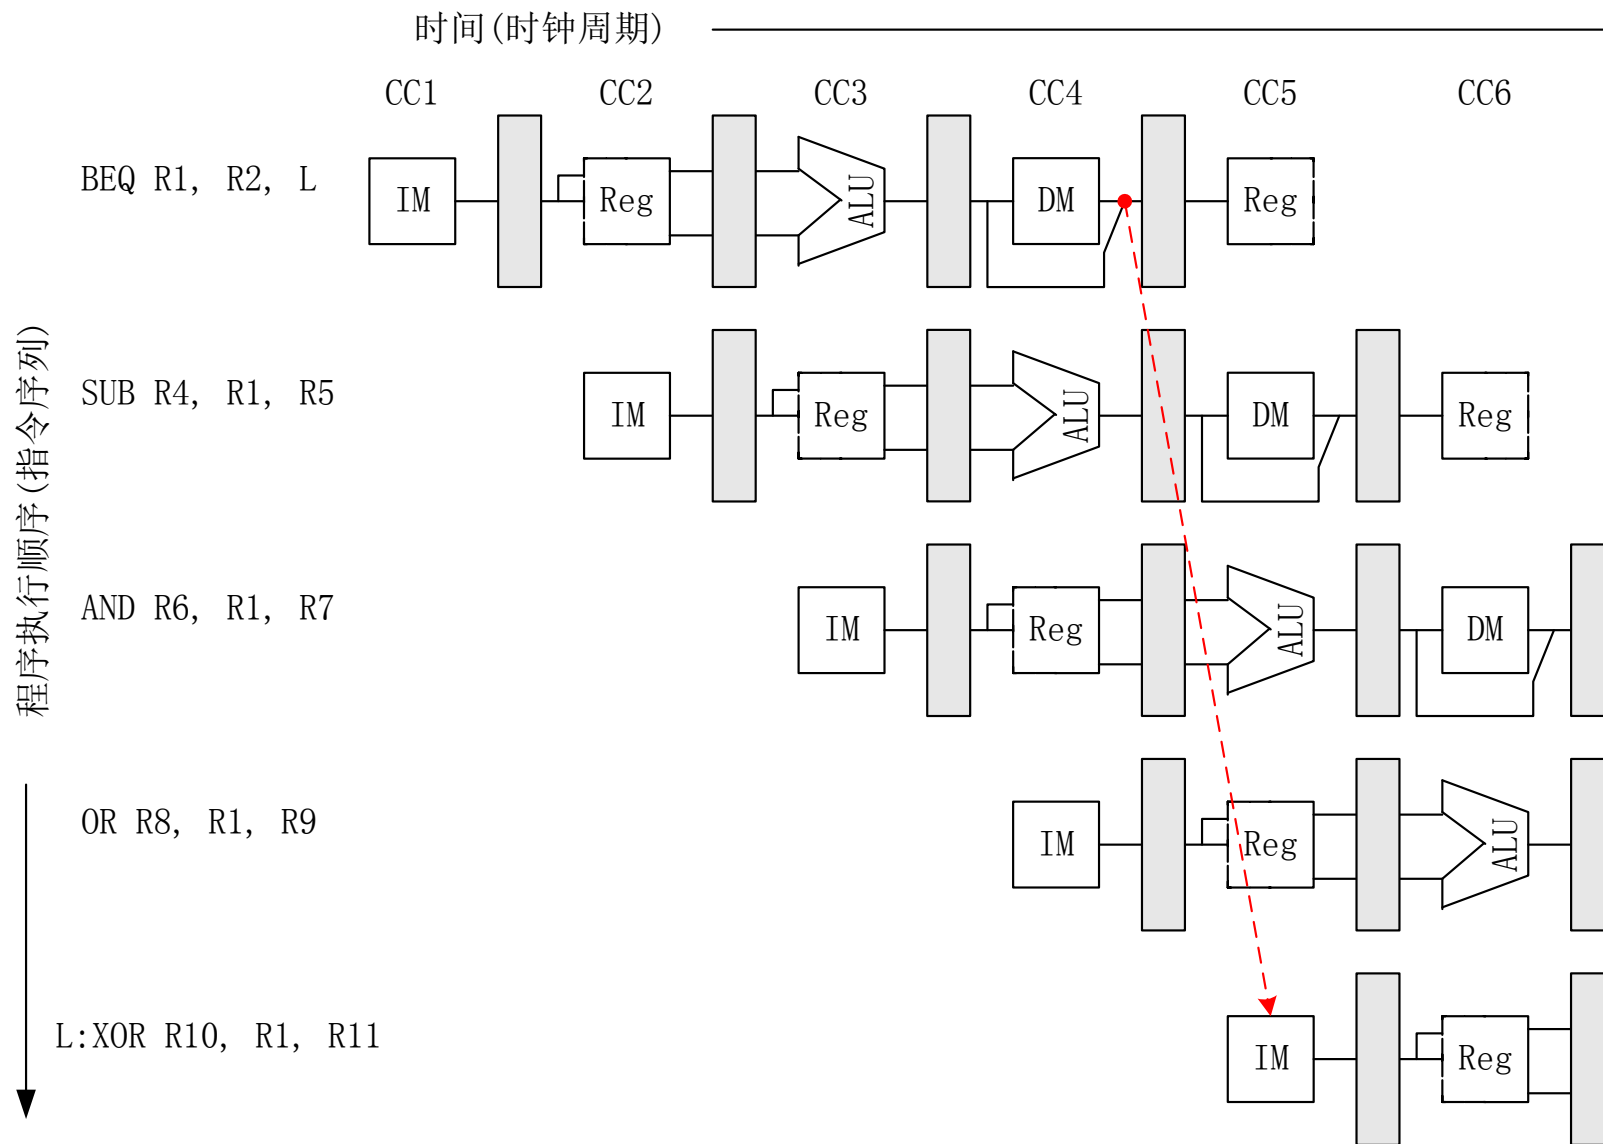 时间(时钟周期)
CC1 CC2 CC3 CC4 CC5 CC6
BEQ R1, R2, L IM Reg ALU DM Reg
SUB R4, R1, R5 IM Reg ALU DM Reg
AND R6, R1, R7 IM Reg ALU DM
OR R8, R1, R9 IM Reg ALU
L:XOR R10, R1, R11 IM Reg
程序执行顺序(指令序列)